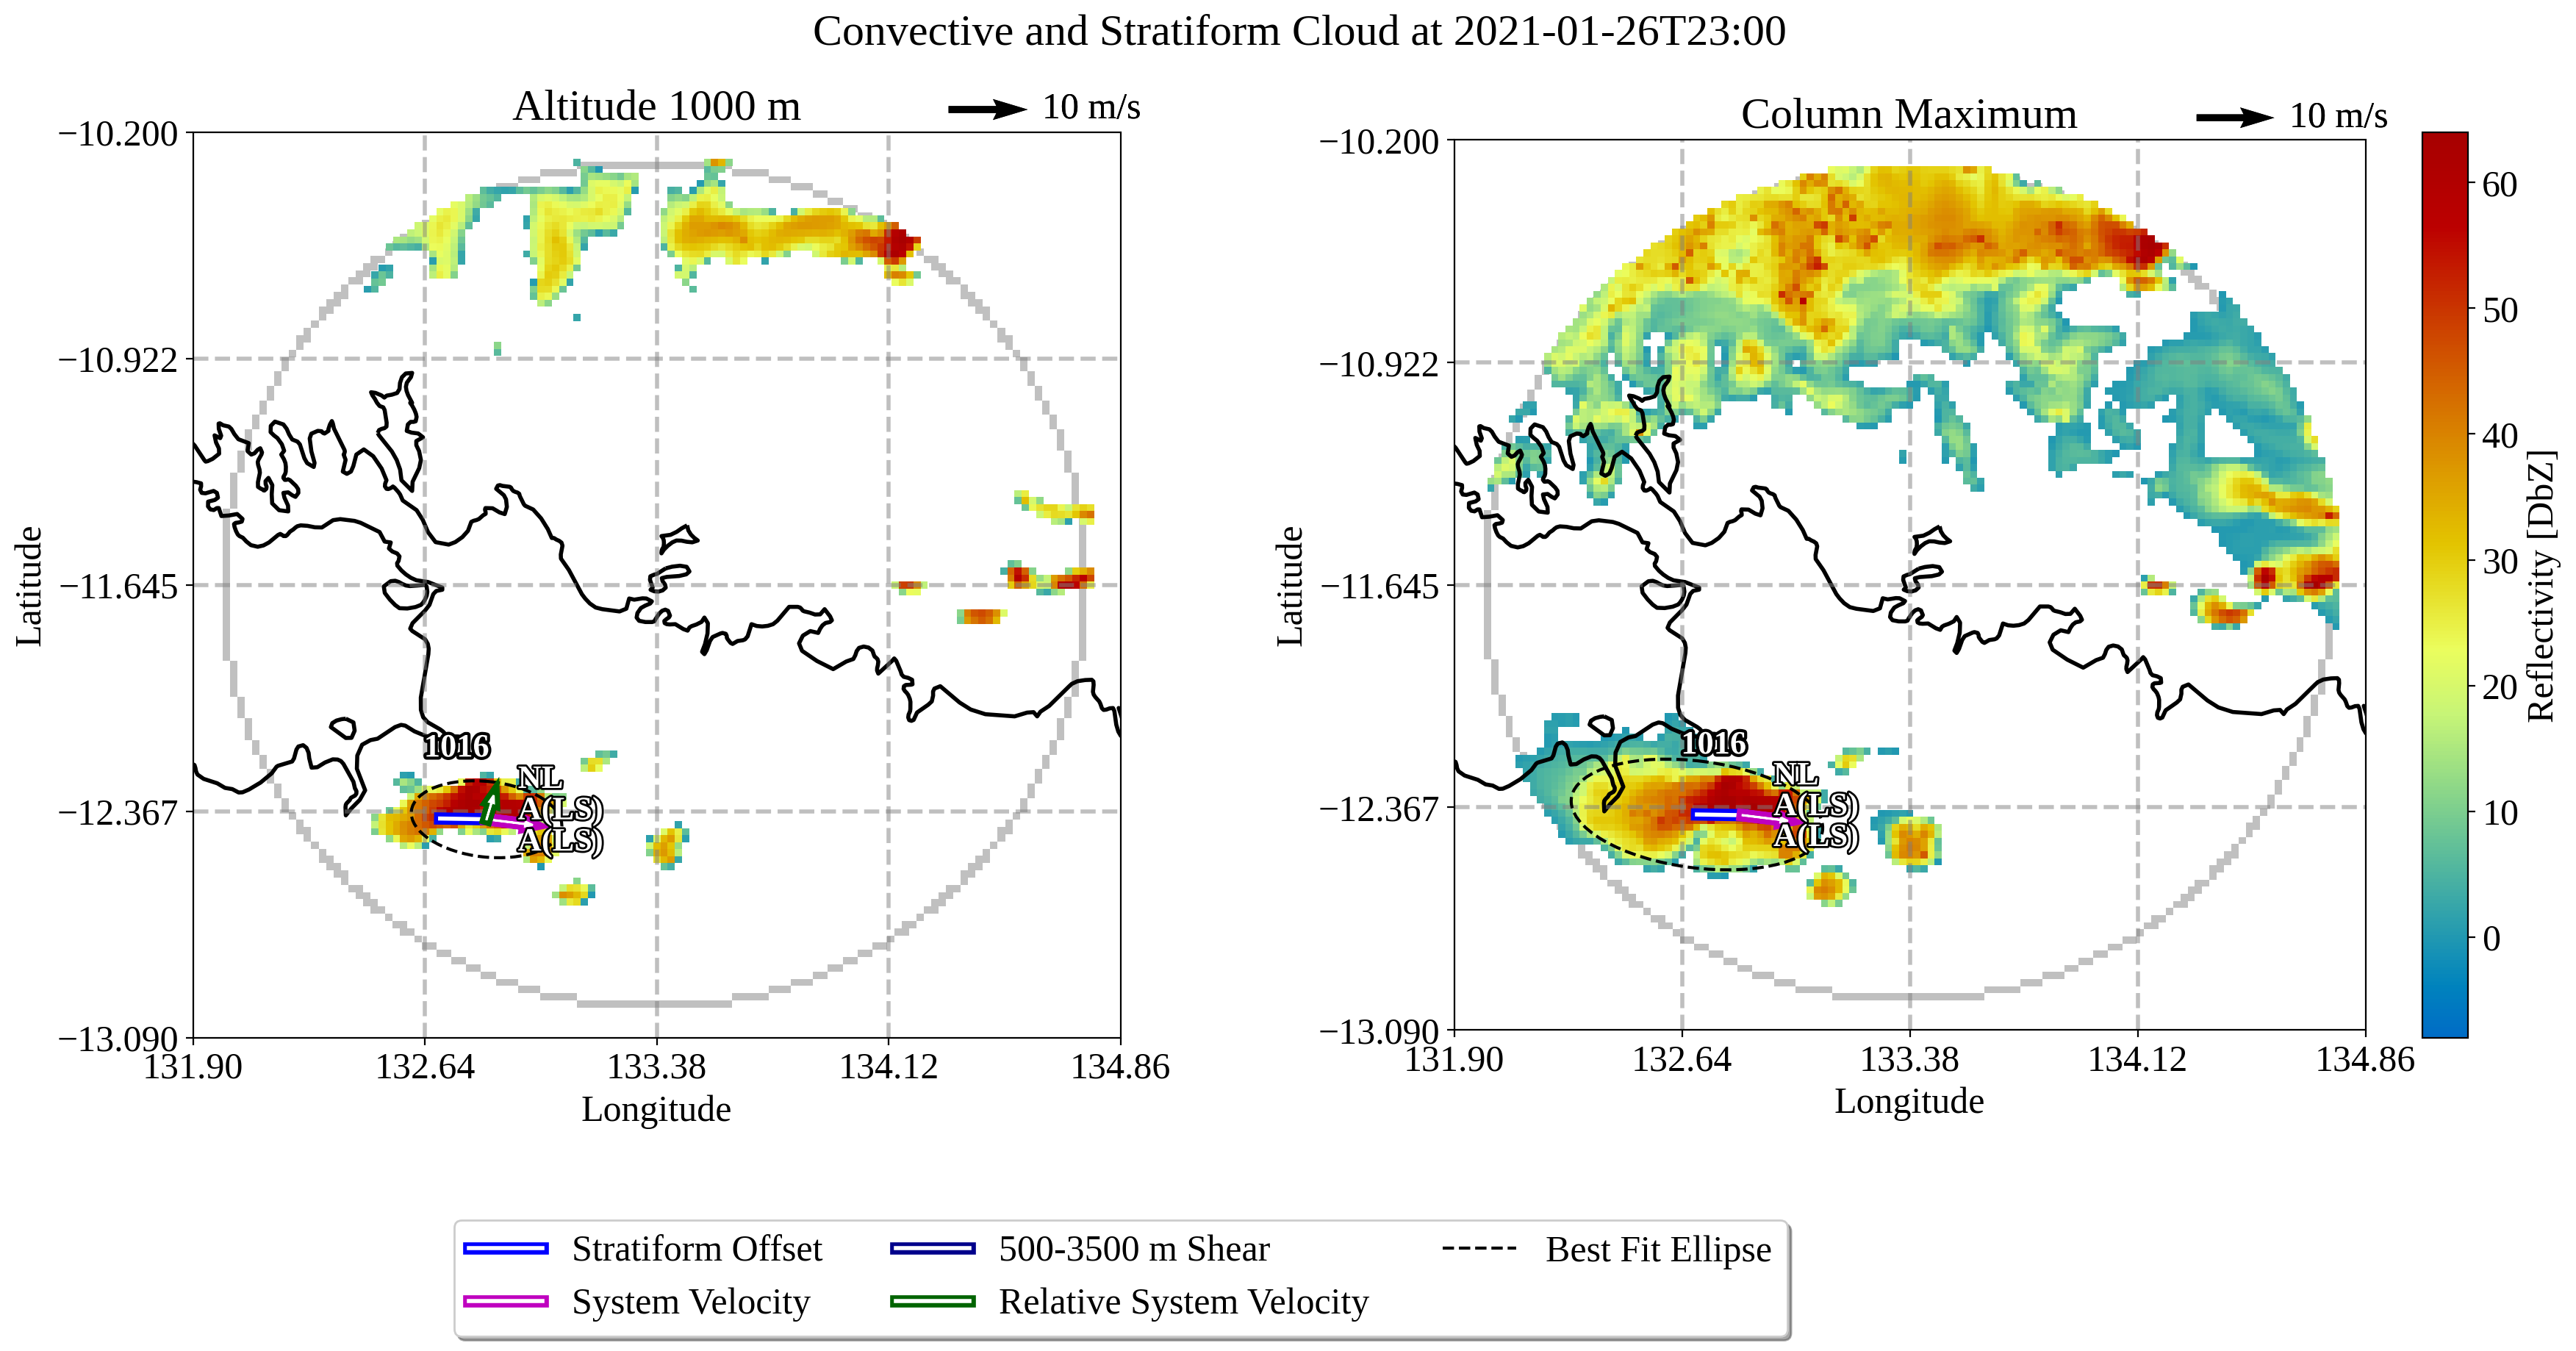 Convective and Stratiform Cloud at 2021-01-26T23:00
Altitude 1000 m
10 m/s
−10.200
−10.922
−11.645
−12.367
−13.090
131.90
132.64
133.38
134.12
134.86
Latitude
Longitude
1016
NL
A(LS)
A(LS)
Column Maximum
10 m/s
−10.200
−10.922
−11.645
−12.367
−13.090
131.90
132.64
133.38
134.12
134.86
Latitude
Longitude
1016
NL
A(LS)
A(LS)
60
50
40
30
20
10
0
Reflectivity [DbZ]
Stratiform Offset
System Velocity
500-3500 m Shear
Relative System Velocity
Best Fit Ellipse